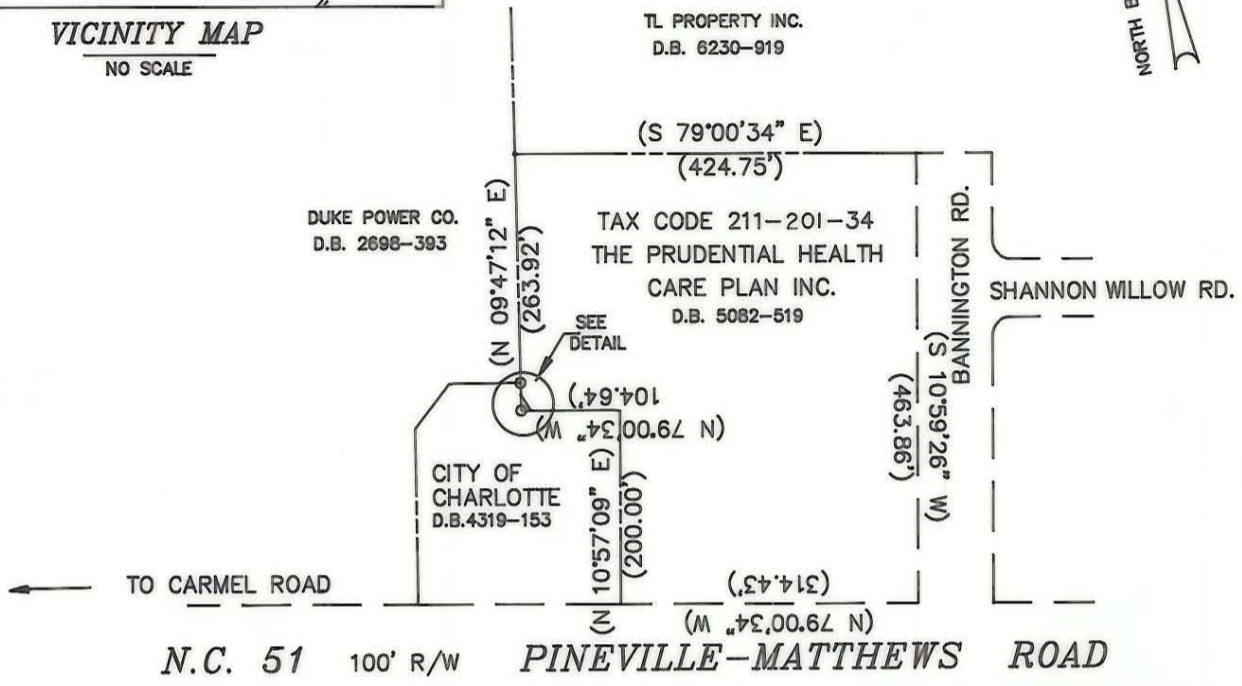 VICINITY MAP
NO SCALE
TL PROPERTY INC.
D.B. 6230-919
NORTH B
(S 79°00'34" E)
(424.75')
DUKE POWER CO.
D.B. 2698-393
(N 09°47'12" E)
(263.92')
TAX CODE 211-201-34
THE PRUDENTIAL HEALTH
CARE PLAN INC.
D.B. 5082-519
BANNINGTON RD.
SHANNON WILLOW RD.
SEE
DETAIL
104.64')
(N 79°00'34" W)
(S 10°59'26" W)
(463.86')
CITY OF
CHARLOTTE
D.B.4319-153
(N 10°57'09" E)
(200.00')
TO CARMEL ROAD
(314.43')
(N 79°00'34" W)
N.C. 51 100' R/W PINEVILLE-MATTHEWS ROAD